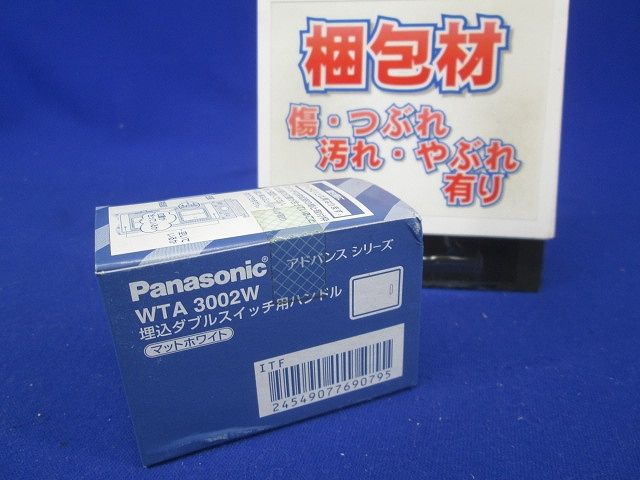 梱包材
傷・つぶれ
汚れ・やぶれ
有り
Panasonic®
アドバンス シリーズ
WTA 3002W
埋込ダブルスイッチ用ハンドル
マットホワイト
ITF
24549077690795